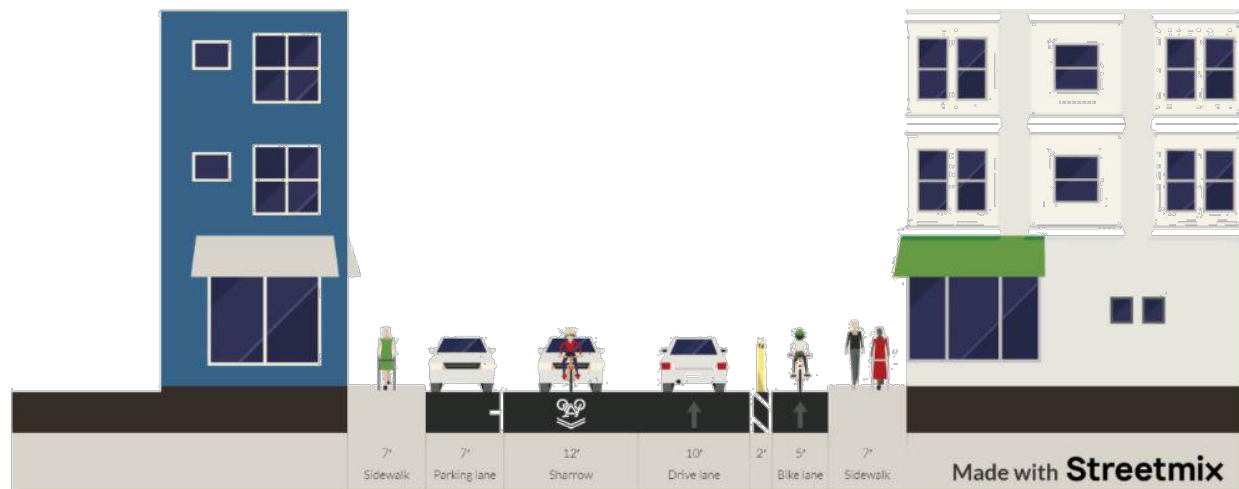 7' 7' 12' 10' 2' 5' 7'
Sidewalk Parking lane Sharrow Drive lane Bike lane Sidewalk
Made with Streetmix